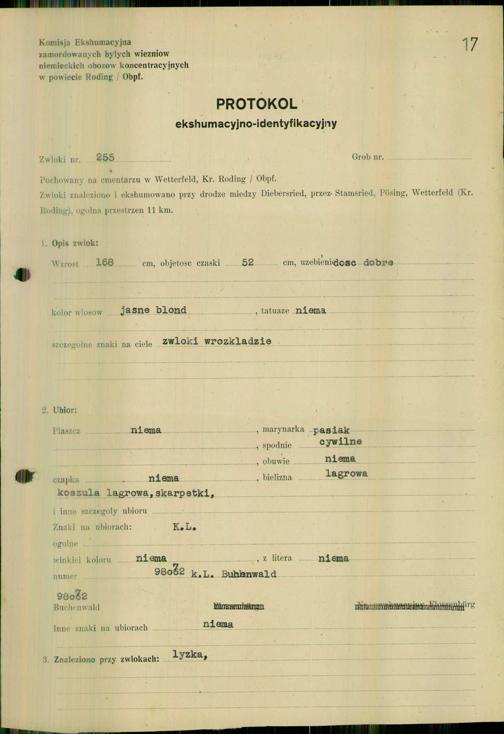 17
Komisja Ekshumacyjna
zamordowanych byłych wiezniow
niemieckich obozow koncentracyjnych
w powiecie Roding / Obpf.
PROTOKOL
ekshumacyjno-identyfikacyjny
Zwloki nr. 255 Grob nr.
Pochowany na cmentarzu w Wetterfeld, Kr. Roding / Obpf.
Zwloki znaleziono i ekshumowano przy drodze miedzy Diebersried, przez Stamsried, Pösing, Wetterfeld (Kr.
Roding), ogolna przestrzen 11 km.
1. Opis zwlok:
Wzrost 168 cm, objetosc czaski 52 cm, uzebienie dosc dobre
kolor wlosow jasne blond , tatuaze niema
szczegolne znaki na ciele zwloki wrozkladzie
2. Ubior:
Plaszcz niema , marynarka pasiak
, spodnie cywilne
, obuwie niema
czapka niema , bielizna lagrowa
koszula lagrowa, skarpetki,
i inne szczegoly ubioru
Znaki na ubiorach: K.L.
ogolne
winkiel koloru niema , z litera niema
numer k.L. Buhenwald
Buchenwald
Inne znaki na ubiorach niema
3. Znaleziono przy zwlokach: lyzka,